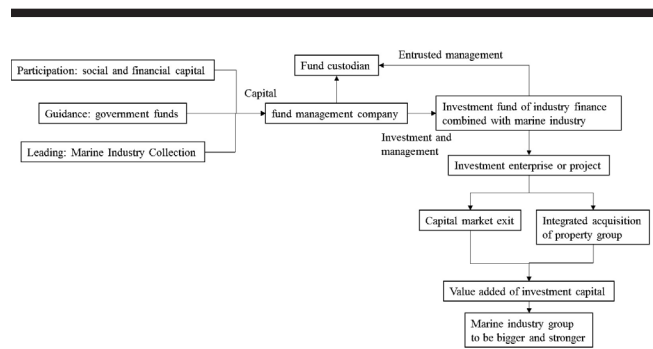 Entrusted management
Fund custodian
Participation: social and financial capital
Capital
Guidance: government funds
fund management company
Investment fund of industry finance
combined with marine industry
Investment and
management
Leading: Marine Industry Collection
Investment enterprise or project
Capital market exit
Integrated acquisition
of property group
Value added of investment capital
Marine industry group
to be bigger and stronger